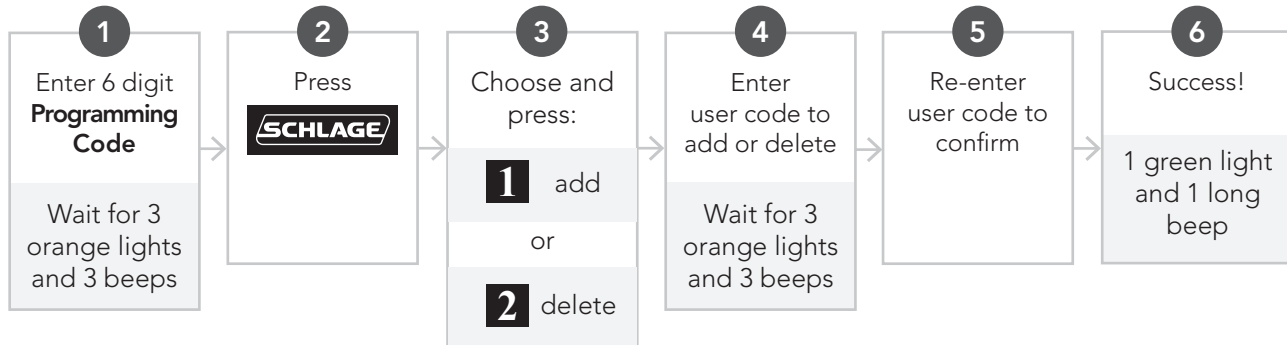 1
Enter 6 digit
Programming
Code
Wait for 3
orange lights
and 3 beeps
2
Press
SCHLAGE
3
Choose and
press:
1 add
or
2 delete
4
Enter
user code to
add or delete
Wait for 3
orange lights
and 3 beeps
5
Re-enter
user code to
confirm
6
Success!
1 green light
and 1 long
beep